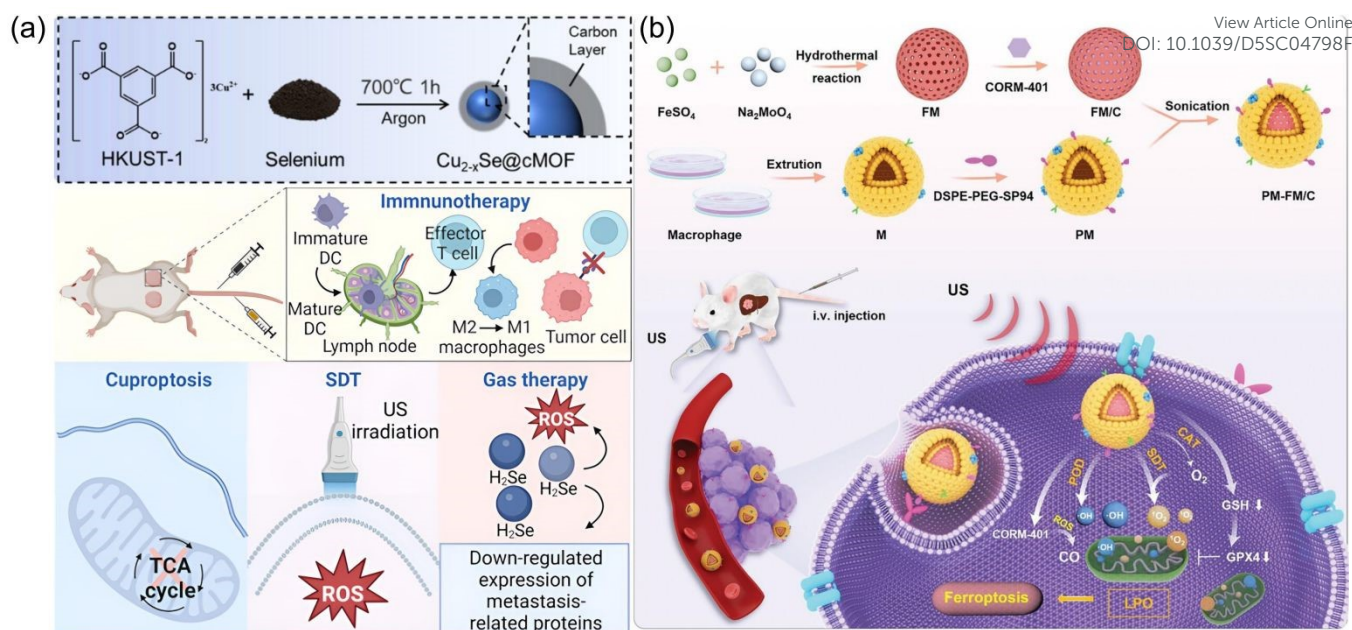 (a)
O
O⁻
⁻O
O
O
O⁻
3Cu²⁺
2
HKUST-1
+
Selenium
700℃ 1h
Argon
L
Carbon
Layer
Cu₂₋ₓSe@cMOF
Immnunotherapy
Immature
DC
Mature
DC
Lymph node
Effector
T cell
M2 → M1
macrophages
Tumor cell
Cuproptosis
TCA
cycle
SDT
US
irradiation
ROS
Gas therapy
ROS
H₂Se
H₂Se
H₂Se
Down-regulated
expression of
metastasis-
related proteins
View Article Online
DOI: 10.1039/D5SC04798F
(b)
FeSO₄
+
Na₂MoO₄
Hydrothermal
reaction
FM
CORM-401
FM/C
Sonication
PM-FM/C
Macrophage
Extrution
M
DSPE-PEG-SP94
PM
US
i.v. injection
US
CORM-401
ROS
CO
POD
·OH
·OH
·OH
SDT
¹O₂
¹O₂
CAT
O₂
GSH ⬇
GPX4⬇
LPO
Ferroptosis